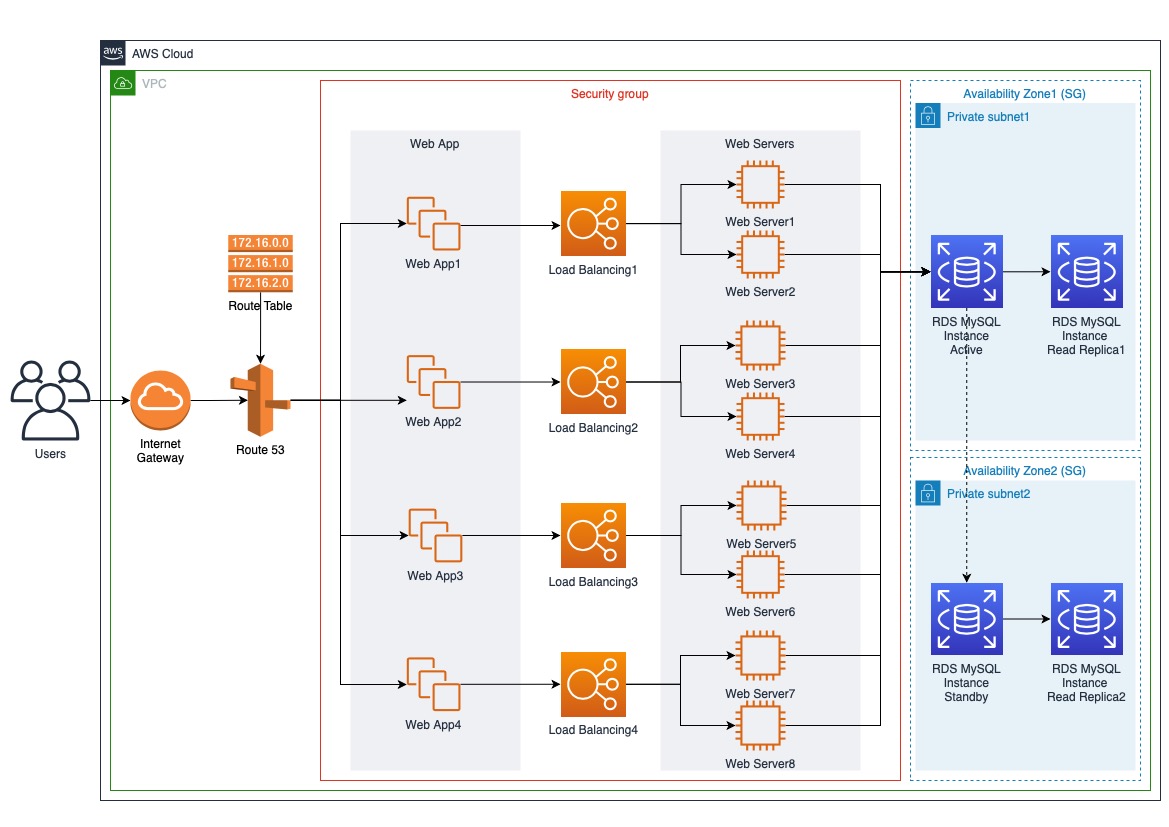 aws
AWS Cloud
VPC
Security group
Availability Zone1 (SG)
Private subnet1
Web App
Web Servers
Web App1
Load Balancing1
Web Server1
Web Server2
172.16.0.0
172.16.1.0
172.16.2.0
Route Table
RDS MySQL
Instance
Active
RDS MySQL
Instance
Read Replica1
Web App2
Load Balancing2
Web Server3
Web Server4
Users
Internet
Gateway
Route 53
Availability Zone2 (SG)
Private subnet2
Web App3
Load Balancing3
Web Server5
Web Server6
RDS MySQL
Instance
Standby
RDS MySQL
Instance
Read Replica2
Web App4
Load Balancing4
Web Server7
Web Server8